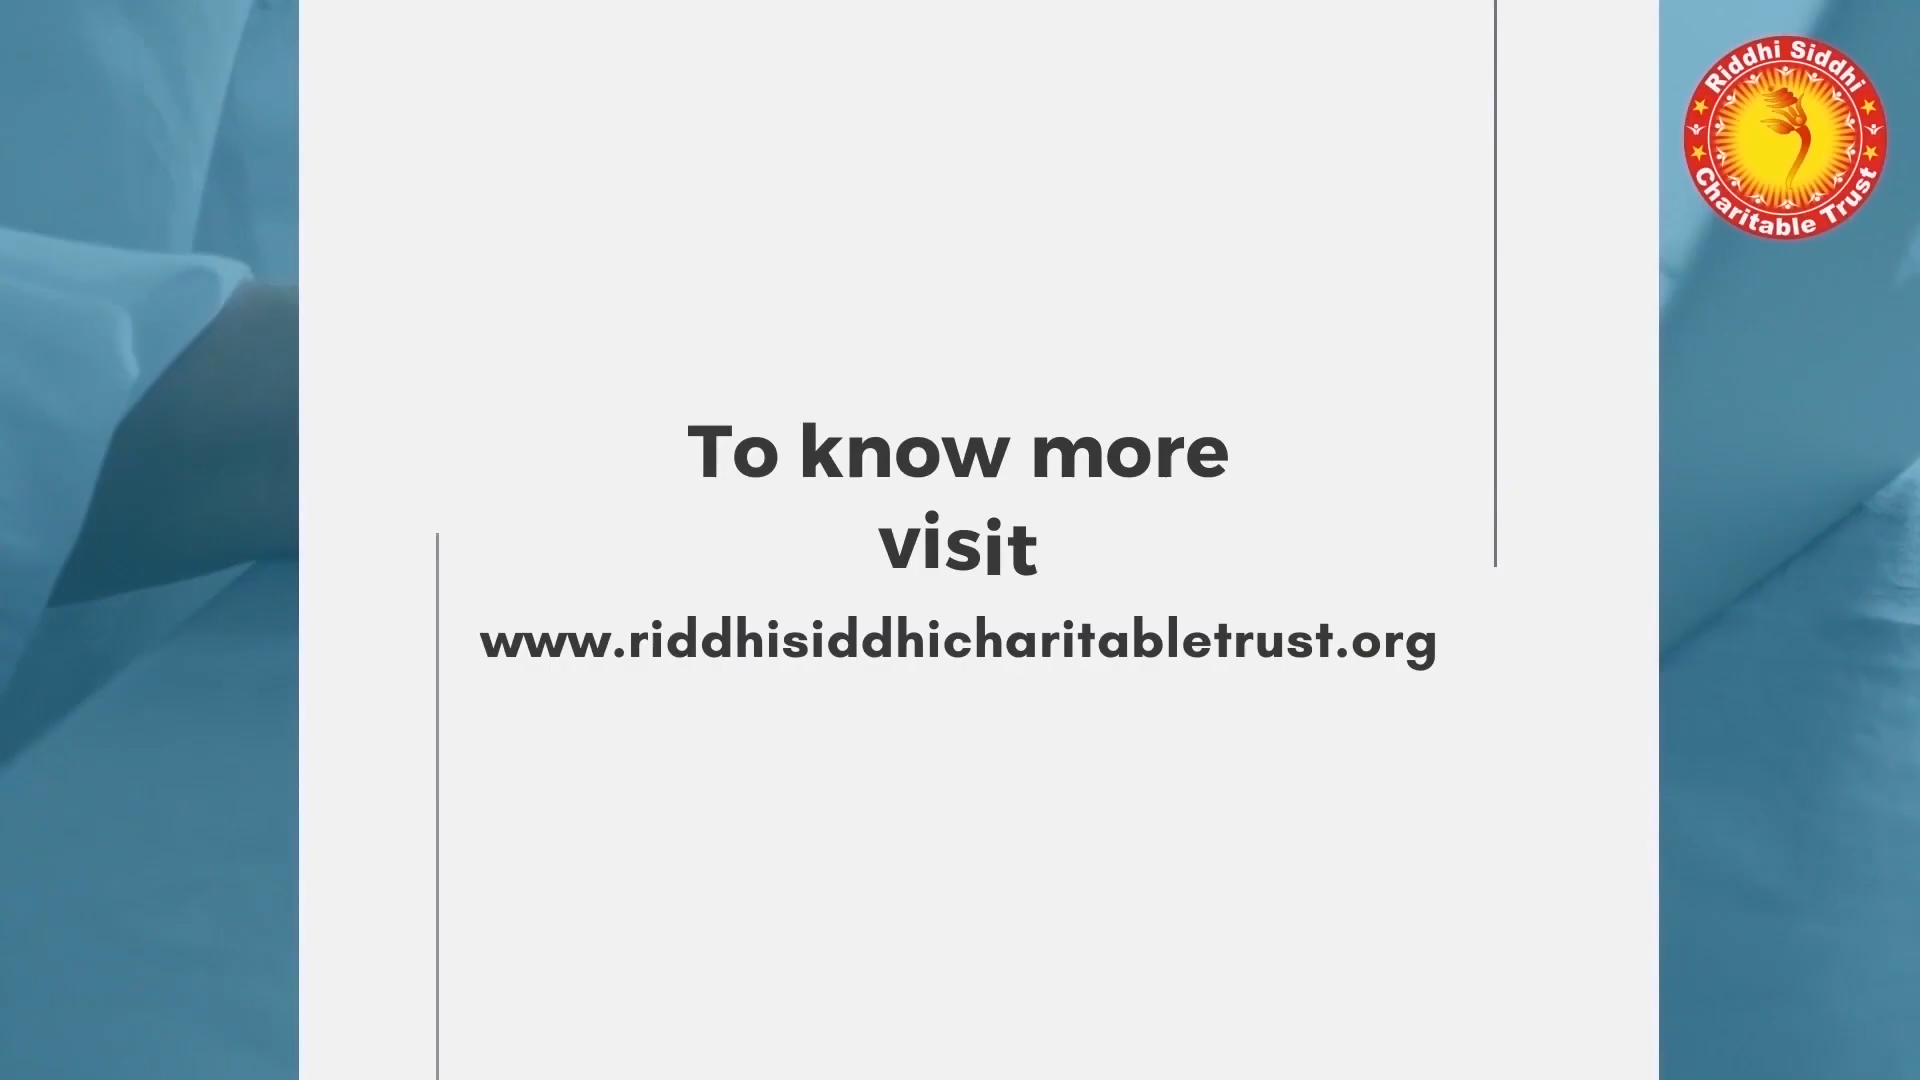 Riddhi Siddhi
Charitable Trust
To know more
visit
www.riddhisiddhicharitabletrust.org